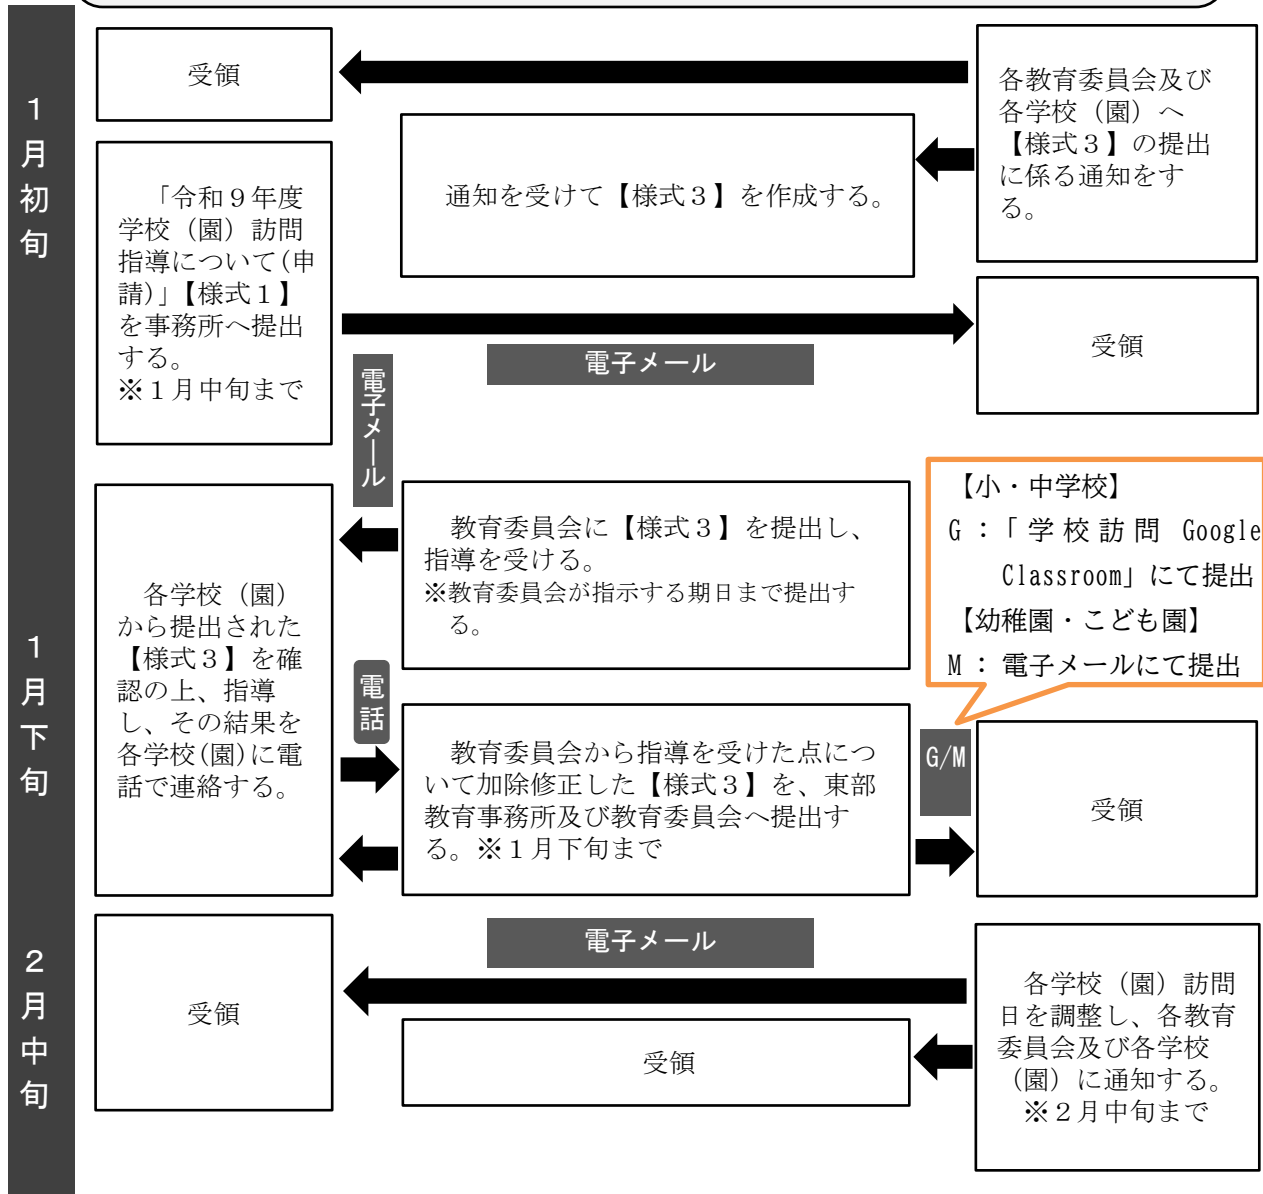 1
月
初
旬
受領
各教育委員会及び
各学校(園)へ
【様式3】の提出
に係る通知をす
る。
通知を受けて【様式3】を作成する。
「令和9年度
学校(園)訪問
指導について(申
請)」【様式1】
を事務所へ提出
する。
※1月中旬まで
電子メール
受領
電子メール
1
月
下
旬
各学校(園)
から提出された
【様式3】を確
認の上、指導
し、その結果を
各学校(園)に電
話で連絡する。
教育委員会に【様式3】を提出し、
指導を受ける。
※教育委員会が指示する期日まで提出す
る。
【小・中学校】
G:「学校訪問 Google
Classroom」にて提出
【幼稚園・こども園】
M:電子メールにて提出
電話
教育委員会から指導を受けた点につ
いて加除修正した【様式3】を、東部
教育事務所及び教育委員会へ提出す
る。※1月下旬まで
G/M
受領
2
月
中
旬
受領
電子メール
受領
各学校(園)訪問
日を調整し、各教育
委員会及び各学校
(園)に通知する。
※2月中旬まで